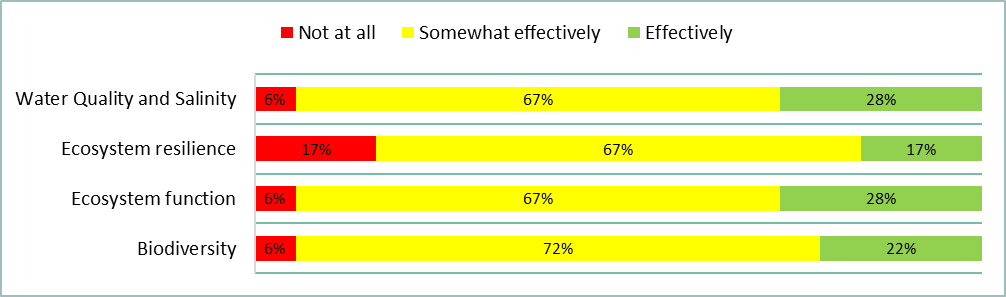 Not at all Somewhat effectively Effectively
Water Quality and Salinity 6% 67% 28%
Ecosystem resilience 17% 67% 17%
Ecosystem function 6% 67% 28%
Biodiversity 6% 72% 22%